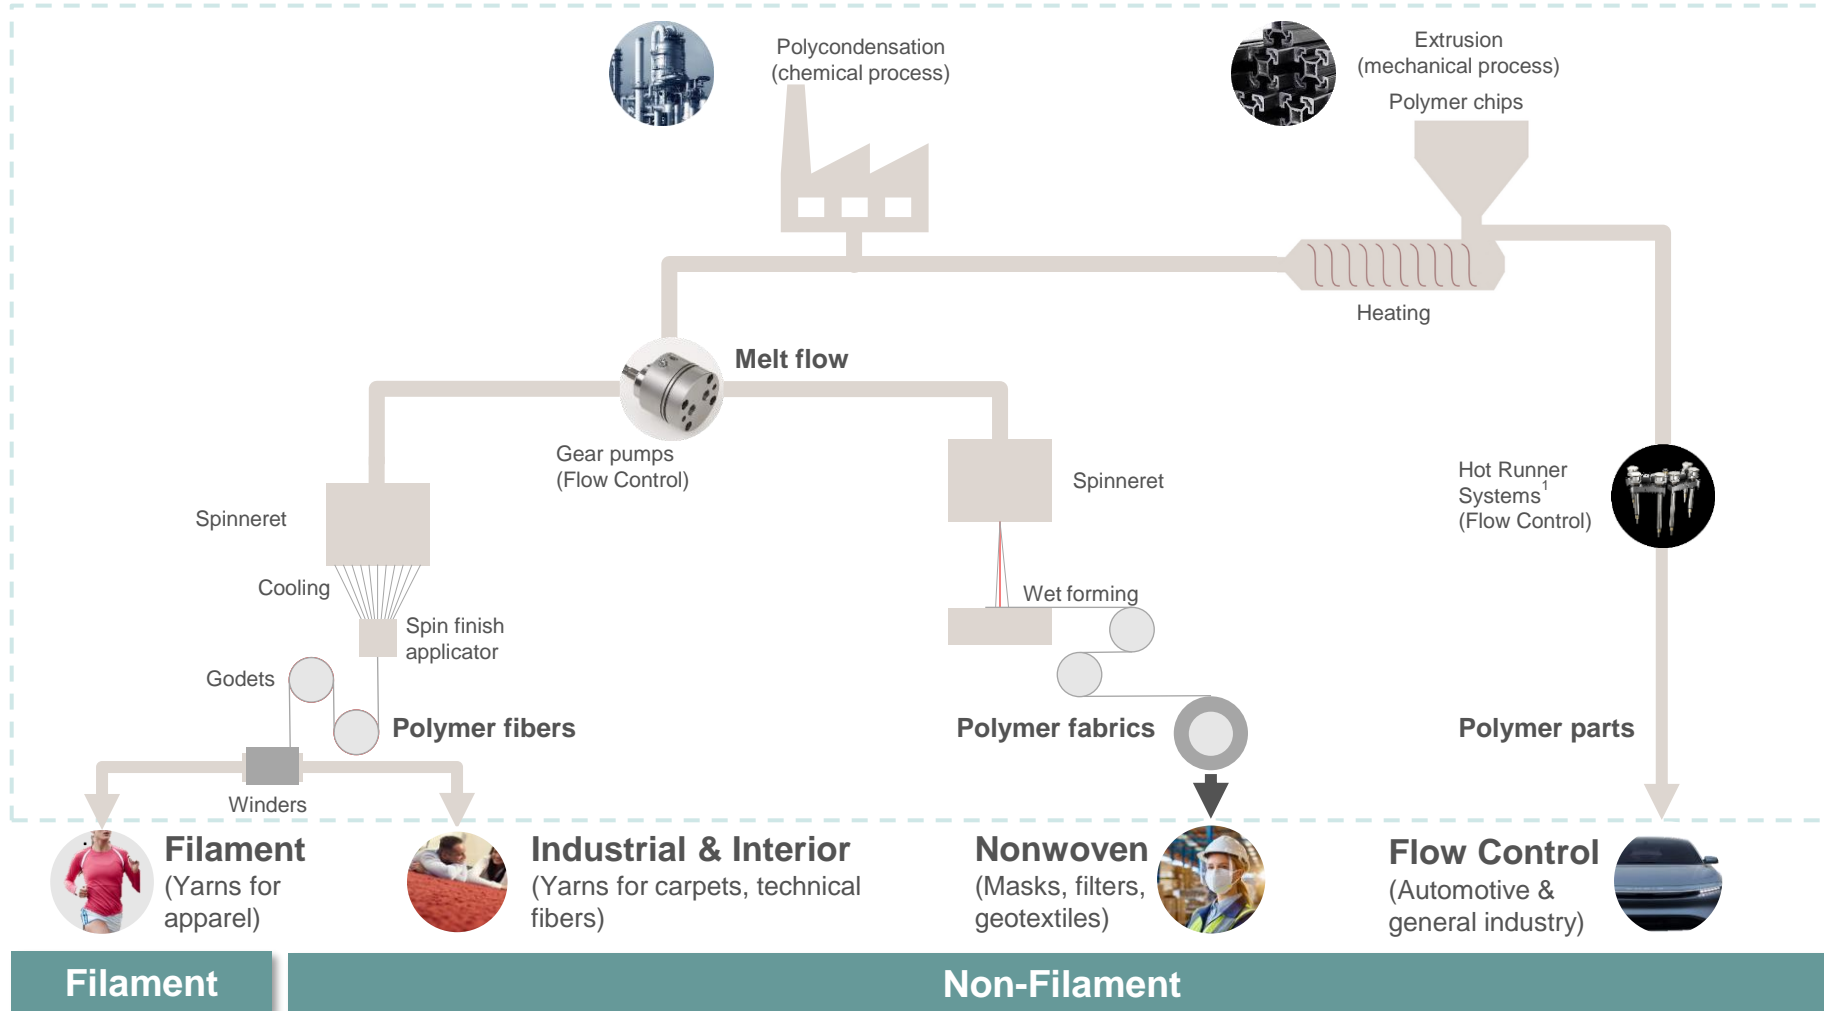 Polycondensation
(chemical process)
Extrusion
(mechanical process)
Polymer chips
Heating
Melt flow
Gear pumps
(Flow Control)
Spinneret
Spinneret
Hot Runner
Systems1
(Flow Control)
Cooling
Wet forming
Spin finish
applicator
Godets
Polymer fibers
Polymer fabrics
Polymer parts
Winders
Filament
(Yarns for
apparel)
Industrial & Interior
(Yarns for carpets, technical
fibers)
Nonwoven
(Masks, filters,
geotextiles)
Flow Control
(Automotive &
general industry)
Filament
Non-Filament